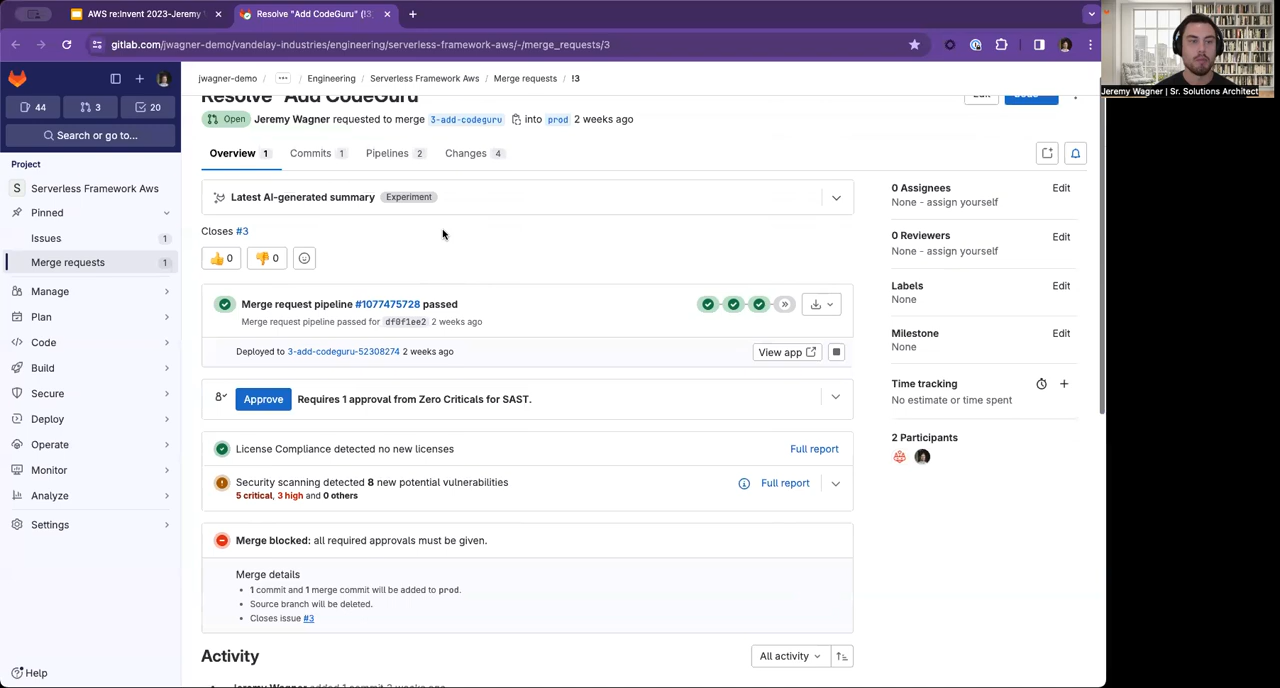 AWS re:Invent 2023-Jeremy
Resolve "Add CodeGuru" (!3
gitlab.com/jwagner-demo/vandelay-industries/engineering/serverless-framework-aws/-/merge_requests/3
Jeremy Wagner | Sr. Solutions Architect
44
3
20
Search or go to...
Project
S Serverless Framework Aws
Pinned
Issues 1
Merge requests 1
Manage
Plan
Code
Build
Secure
Deploy
Operate
Monitor
Analyze
Settings
Help
jwagner-demo ... Engineering Serverless Framework Aws Merge requests !3
Resolve "Add CodeGuru"
Edit
Open Jeremy Wagner requested to merge 3-add-codeguru into prod 2 weeks ago
Overview 1 Commits 1 Pipelines 2 Changes 4
Latest AI-generated summary Experiment
Closes #3
0 0
Merge request pipeline #1077475728 passed
Merge request pipeline passed for df0f1ee2 2 weeks ago
Deployed to 3-add-codeguru-52308274 2 weeks ago View app
Approve Requires 1 approval from Zero Criticals for SAST.
License Compliance detected no new licenses Full report
Security scanning detected 8 new potential vulnerabilities Full report
5 critical, 3 high and 0 others
Merge blocked: all required approvals must be given.
Merge details
• 1 commit and 1 merge commit will be added to prod.
• Source branch will be deleted.
• Closes issue #3
Activity All activity
0 Assignees Edit
None - assign yourself
0 Reviewers Edit
None - assign yourself
Labels Edit
None
Milestone Edit
None
Time tracking
No estimate or time spent
2 Participants